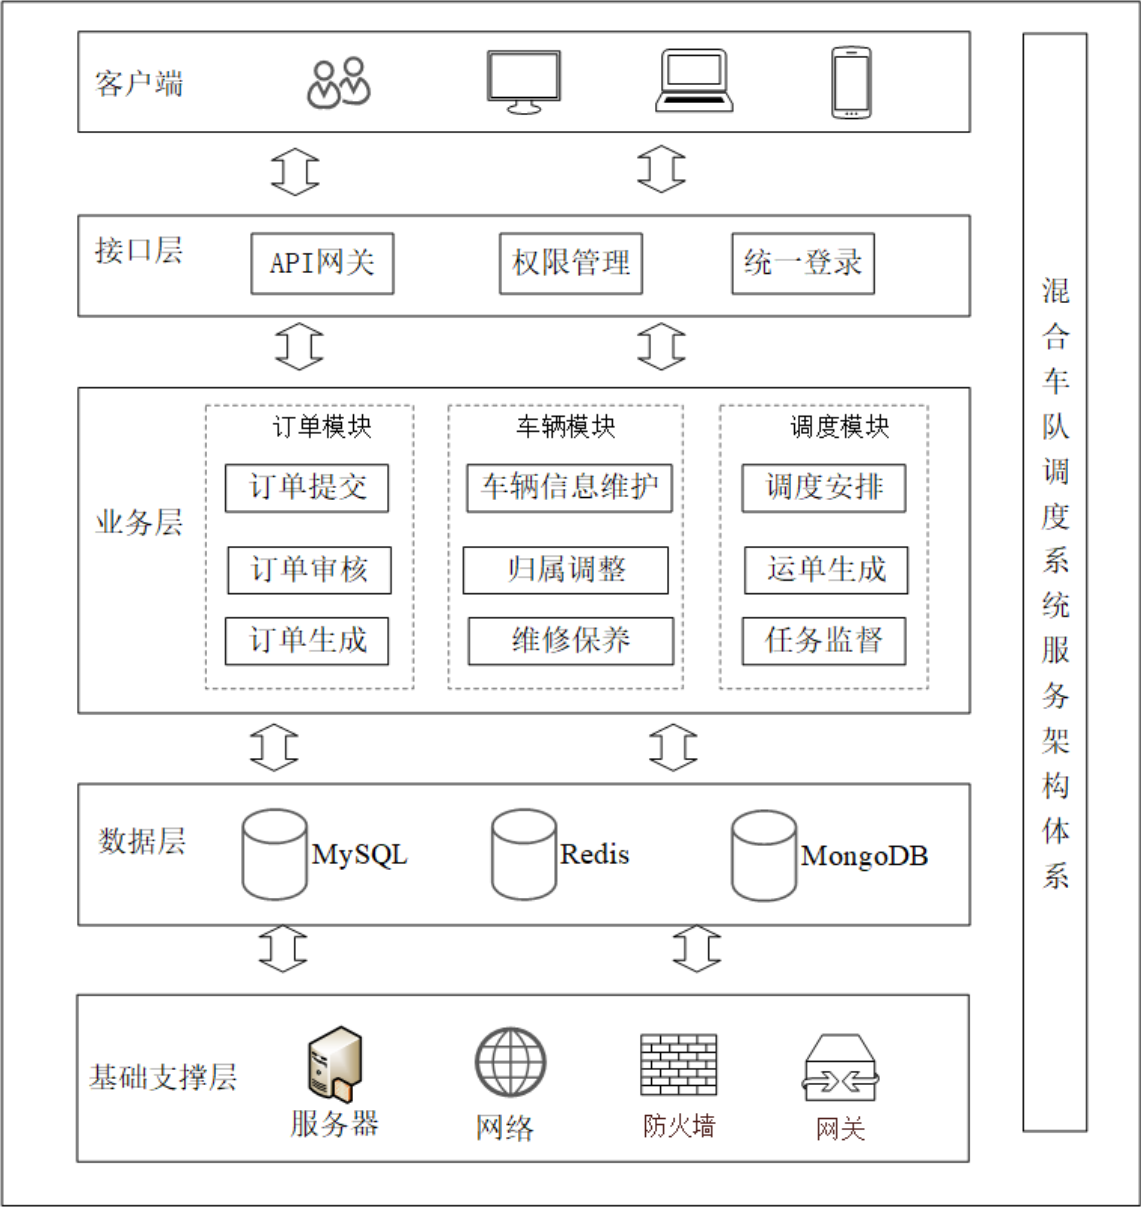 客户端
接口层
API网关
权限管理
统一登录
业务层
订单模块
订单提交
订单审核
订单生成
车辆模块
车辆信息维护
归属调整
维修保养
调度模块
调度安排
运单生成
任务监督
数据层
MySQL
Redis
MongoDB
基础支撑层
服务器
网络
防火墙
网关
混合车队调度系统服务架构体系